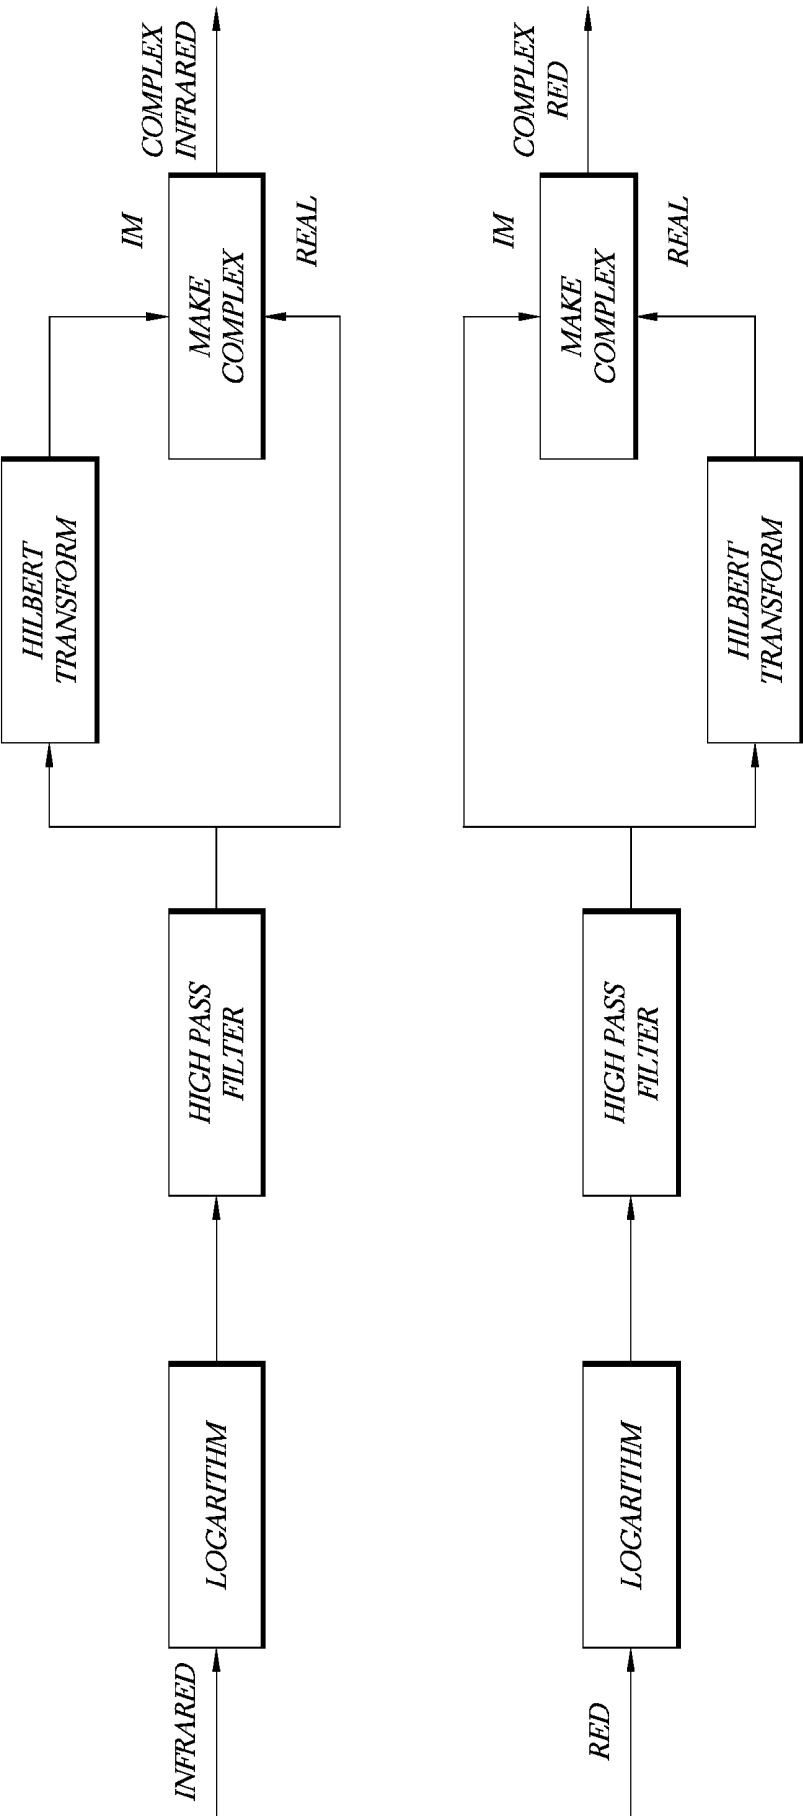 INFRARED
LOGARITHM
HIGH PASS
FILTER
HILBERT
TRANSFORM
IM
MAKE
COMPLEX
REAL
COMPLEX
INFRARED
RED
LOGARITHM
HIGH PASS
FILTER
HILBERT
TRANSFORM
IM
MAKE
COMPLEX
REAL
COMPLEX
RED